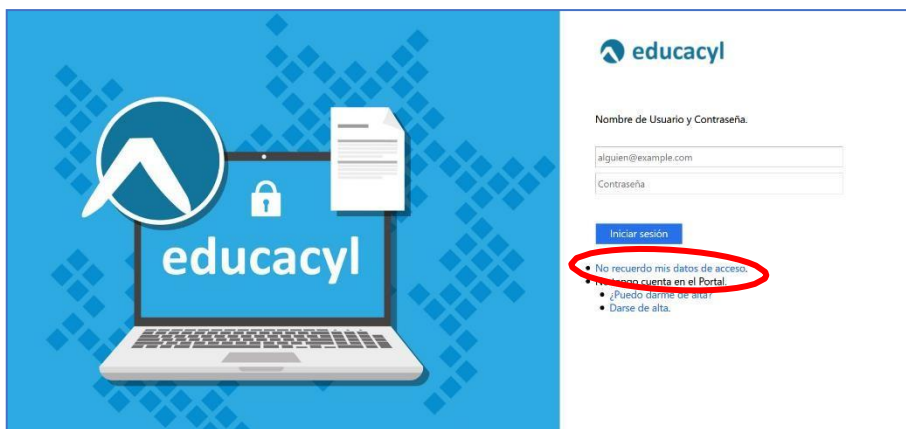 educacyl
educacyl
Nombre de Usuario y Contraseña.
alguien@example.com
Contraseña
Iniciar sesión
No recuerdo mis datos de acceso.
No tengo cuenta en el Portal.
¿Puedo darme de alta?
Darse de alta.